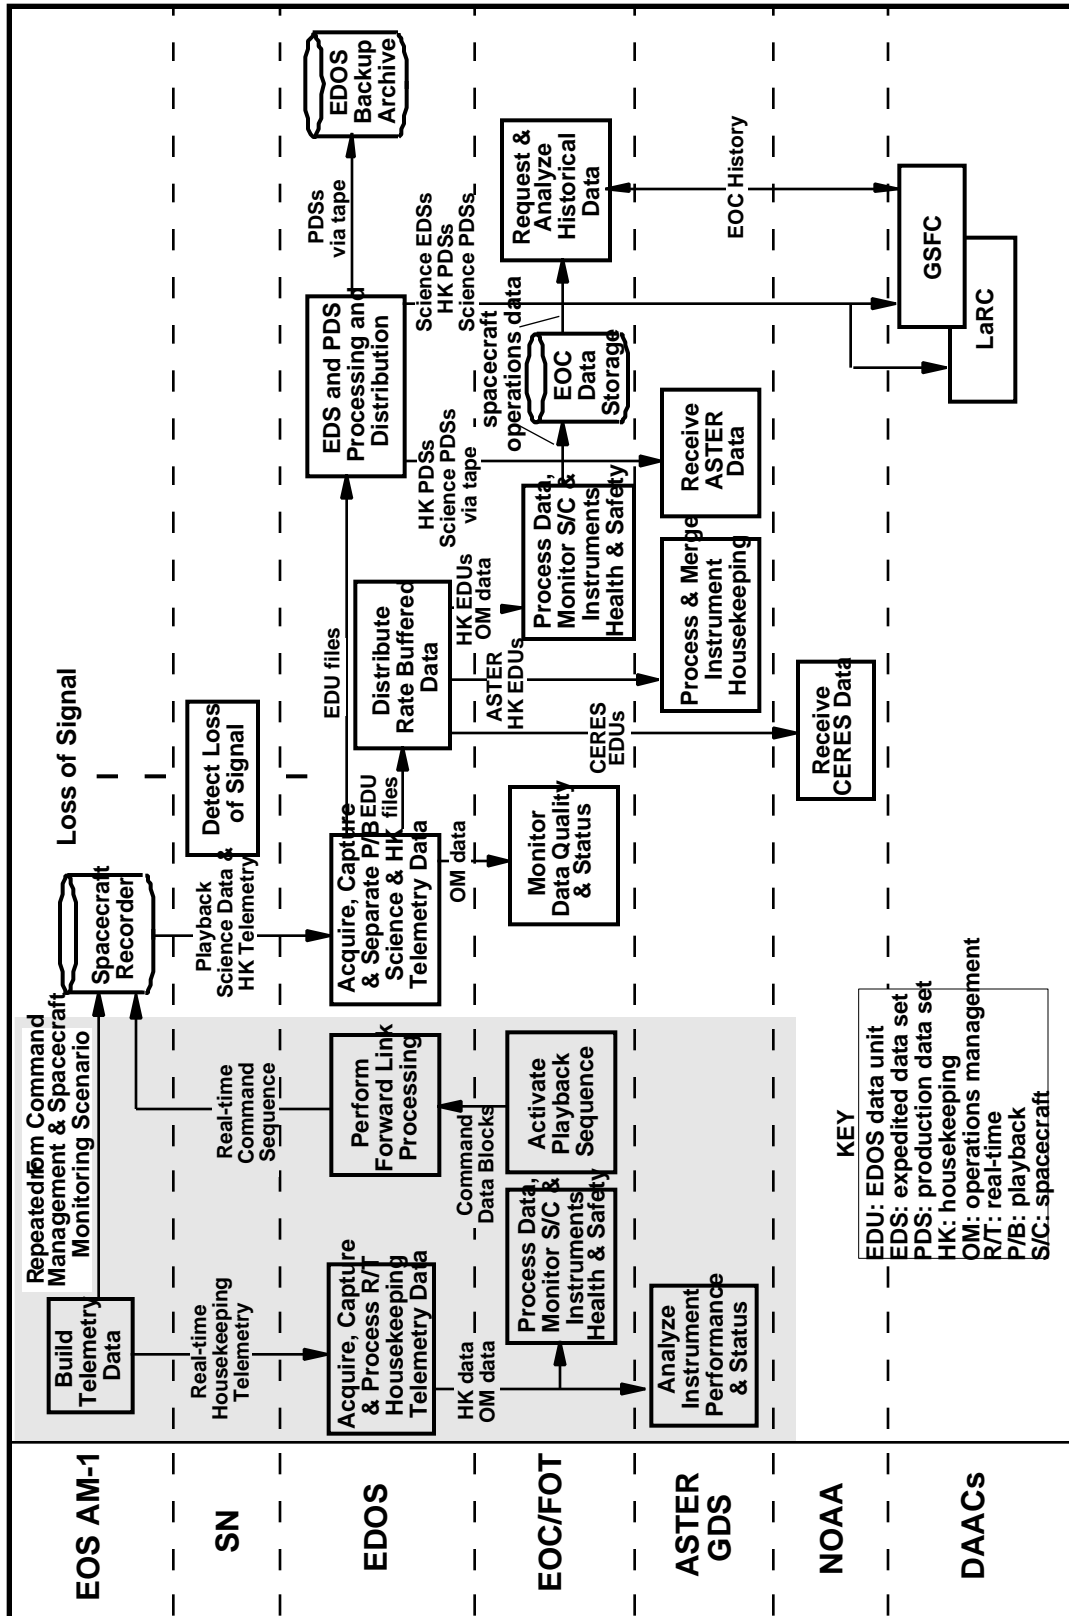 EOS AM-1
SN
EDOS
EOC/FOT
ASTER
GDS
NOAA
DAACs
Repeated from Command
Management & Spacecraft
Monitoring Scenario
Build
Telemetry
Data
Spacecraft
Recorder
Loss of Signal
Real-time
Housekeeping
Telemetry
Real-time
Command
Sequence
Playback
Science Data &
HK Telemetry
Detect Loss
of Signal
Acquire, Capture
& Process R/T
Housekeeping
Telemetry Data
Perform
Forward Link
Processing
Acquire, Capture
& Separate P/B
Science & HK
Telemetry Data
EDU files
EDU
files
Distribute
Rate Buffered
Data
EDS and PDS
Processing and
Distribution
PDSs
via tape
EDOS
Backup
Archive
HK data
OM data
Command
Data Blocks
OM data
ASTER
HK EDUs
HK EDUs
OM data
HK PDSs
Science PDSs
via tape
Science EDSs
HK PDSs
Science PDSs
Process Data,
Monitor S/C &
Instruments
Health & Safety
Activate
Playback
Sequence
Monitor
Data Quality
& Status
Process Data,
Monitor S/C &
Instruments
Health & Safety
spacecraft
operations data
EOC
Data
Storage
Request &
Analyze
Historical
Data
CERES
EDUs
Analyze
Instrument
Performance
& Status
Process & Merge
Instrument
Housekeeping
Receive
ASTER
Data
EOC History
Receive
CERES Data
GSFC
LaRC
KEY
EDU: EDOS data unit
EDS: expedited data set
PDS: production data set
HK: housekeeping
OM: operations management
R/T: real-time
P/B: playback
S/C: spacecraft